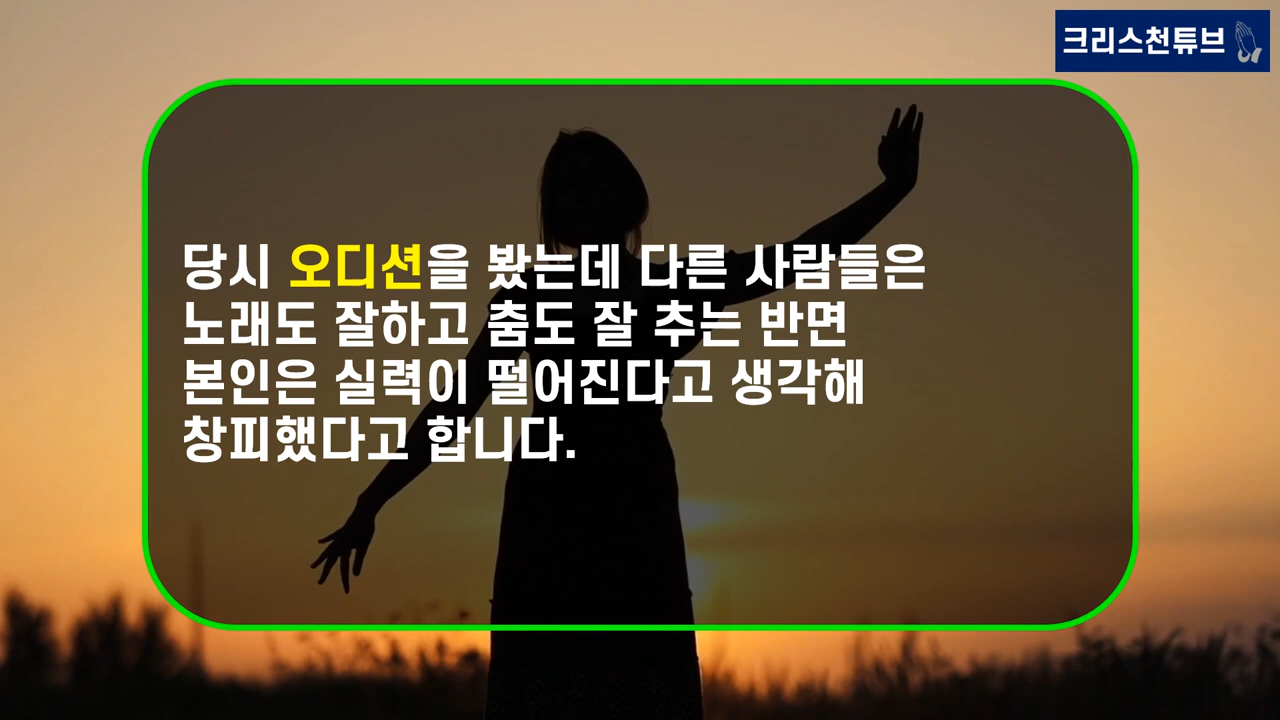 크리스천튜브
당시 오디션을 봤는데 다른 사람들은
노래도 잘하고 춤도 잘 추는 반면
본인은 실력이 떨어진다고 생각해
창피했다고 합니다.